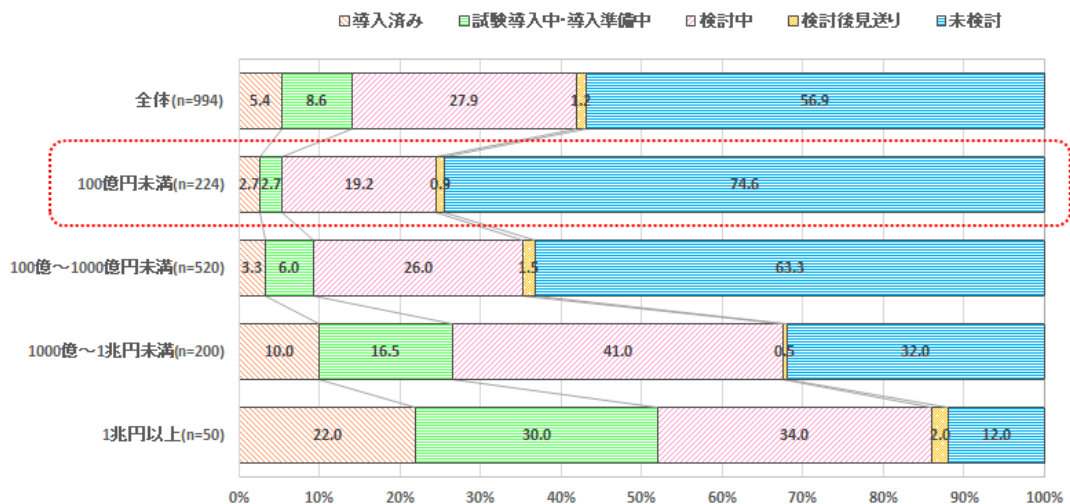 導入済み 試験導入中・導入準備中 検討中 検討後見送り 未検討
全体(n=994) 5.4 8.6 27.9 1.2 56.9
100億円未満(n=224) 2.7 2.7 19.2 0.9 74.6
100億～1000億円未満(n=520) 3.3 6.0 26.0 1.5 63.3
1000億～1兆円未満(n=200) 10.0 16.5 41.0 0.5 32.0
1兆円以上(n=50) 22.0 30.0 34.0 2.0 12.0
0% 10% 20% 30% 40% 50% 60% 70% 80% 90% 100%